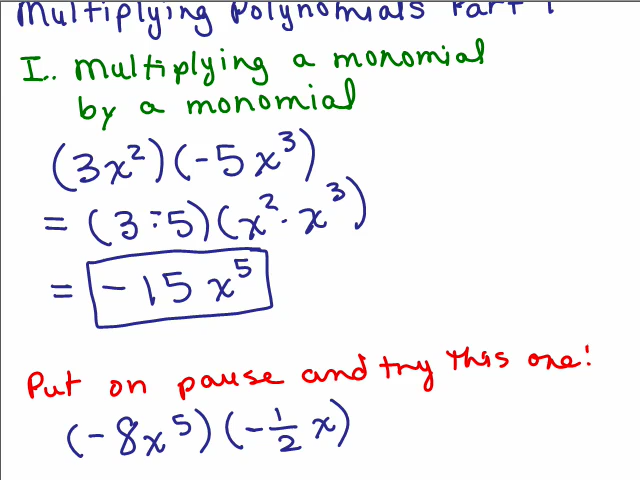 Multiplying Polynomials Part 1
I. Multiplying a monomial
by a monomial
(3x²)(-5x³)
= (3·-5)(x²·x³)
= -15x⁵
Put on pause and try this one!
(-8x⁵)(-½x)